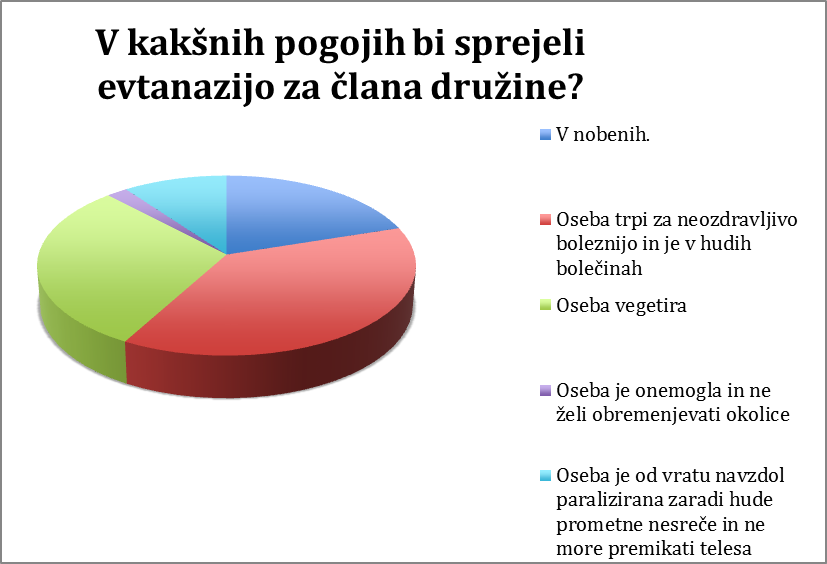 V kakšnih pogojih bi sprejeli
evtanazijo za člana družine?
V nobenih.
Oseba trpi za neozdravljivo
boleznijo in je v hudih
bolečinah
Oseba vegetira
Oseba je onemogla in ne
želi obremenjevati okolice
Oseba je od vratu navzdol
paralizirana zaradi hude
prometne nesreče in ne
more premikati telesa